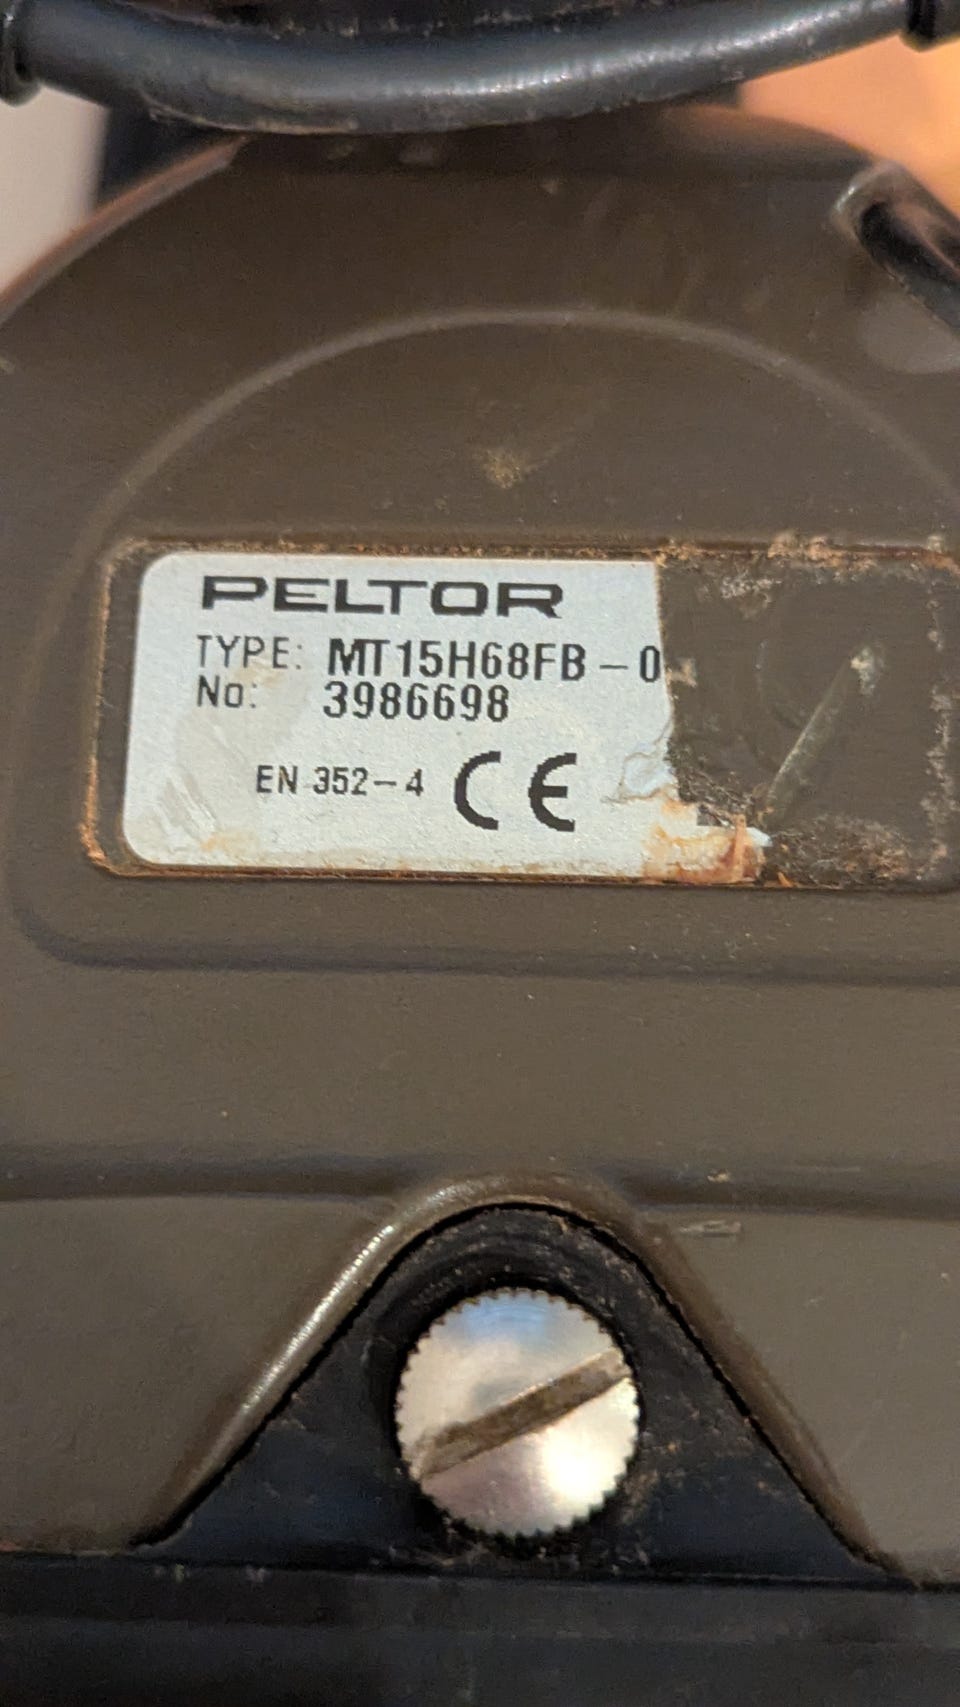 PELTOR
TYPE: MT15H68FB-0
No: 3986698
EN 352-4 CE